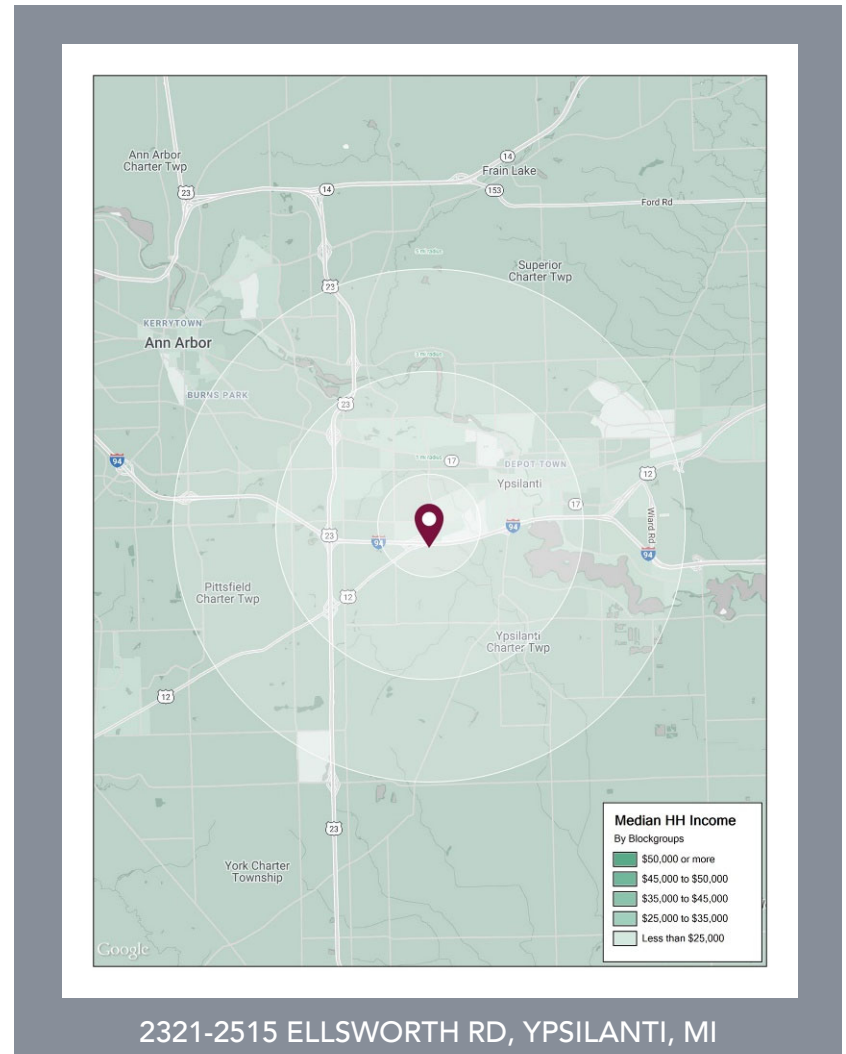 Ann Arbor
Charter Twp
23
14
14
Frain Lake
153
Ford Rd
Superior
Charter Twp
23
KERRYTOWN
Ann Arbor
BURNS PARK
23
94
17
DEPOT TOWN
Ypsilanti
12
17
Wiard Rd
23
94
94
94
Pittsfield
Charter Twp
12
Ypsilanti
Charter Twp
12
23
York Charter
Township
Google
Median HH Income
By Blockgroups
$50,000 or more
$45,000 to $50,000
$35,000 to $45,000
$25,000 to $35,000
Less than $25,000
2321-2515 ELLSWORTH RD, YPSILANTI, MI